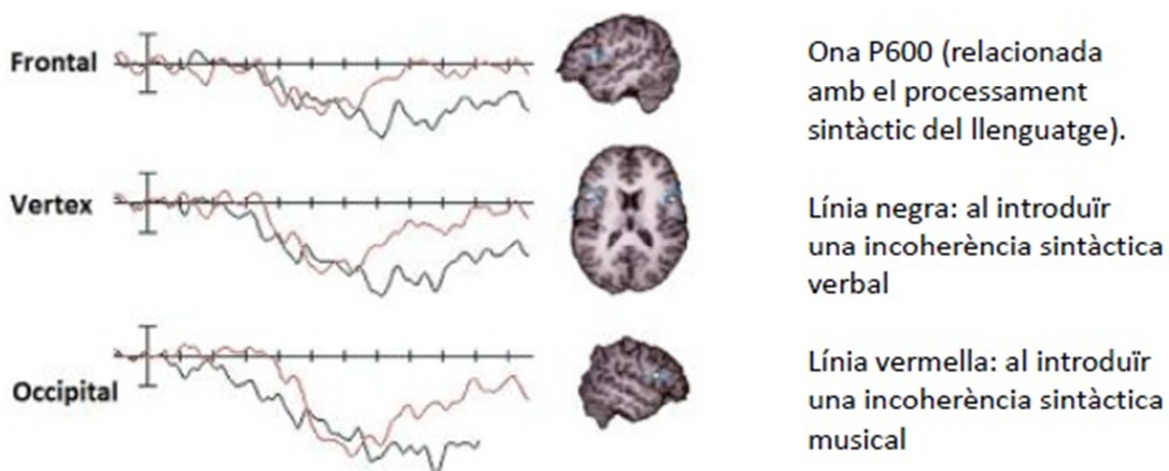 Frontal
Vertex
Occipital
Ona P600 (relacionada
amb el processament
sintàctic del llenguatge).
Línia negra: al introduïr
una incoherència sintàctica
verbal
Línia vermella: al introduïr
una incoherència sintàctica
musical